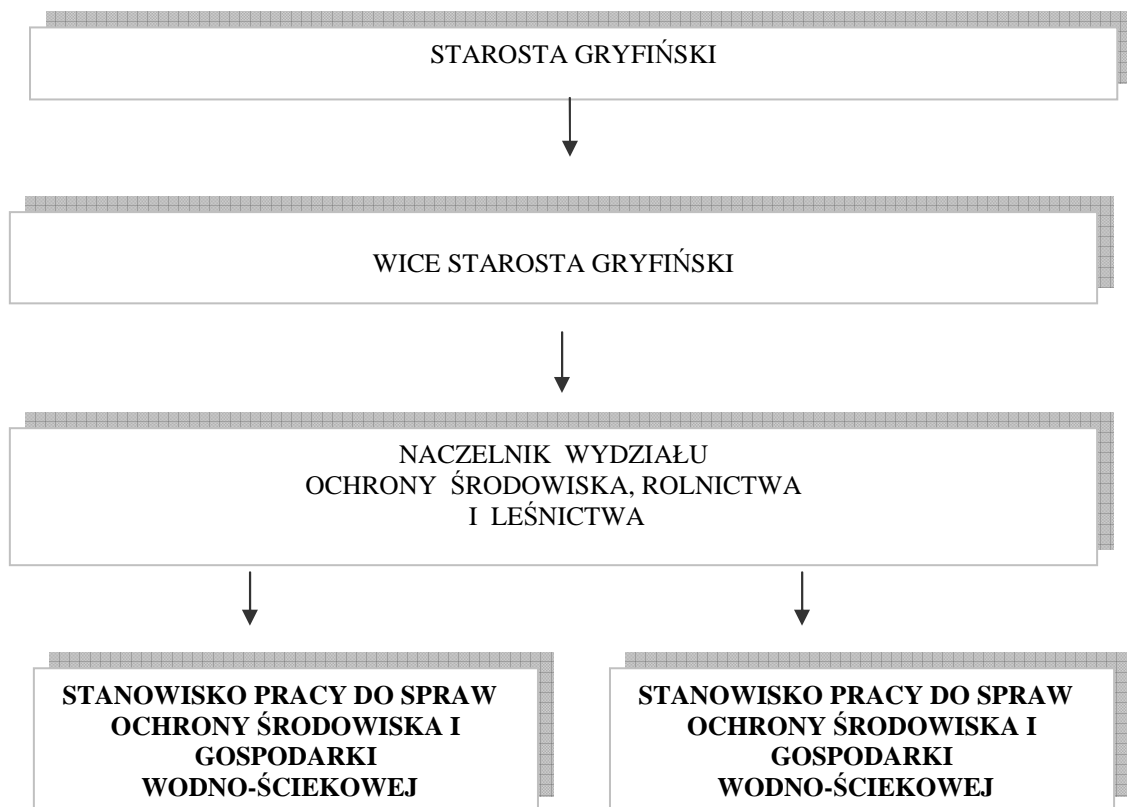 STAROSTA GRYFIŃSKI
WICE STAROSTA GRYFIŃSKI
NACZELNIK WYDZIAŁU
OCHRONY ŚRODOWISKA, ROLNICTWA
I LEŚNICTWA
STANOWISKO PRACY DO SPRAW
OCHRONY ŚRODOWISKA I
GOSPODARKI
WODNO-ŚCIEKOWEJ
STANOWISKO PRACY DO SPRAW
OCHRONY ŚRODOWISKA I
GOSPODARKI
WODNO-ŚCIEKOWEJ